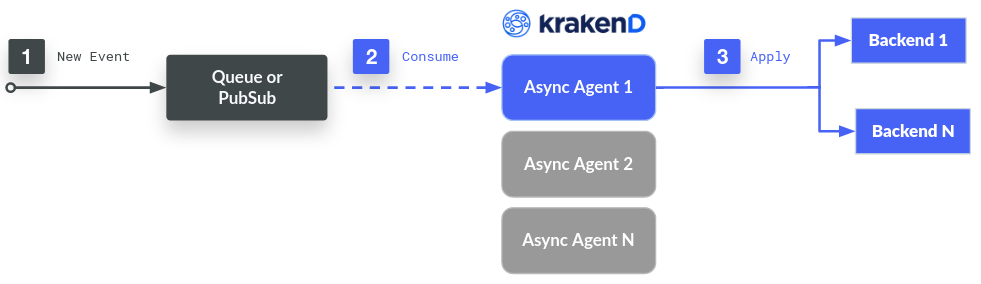 krakenD
1
New Event
2
Consume
3
Apply
Queue or
PubSub
Async Agent 1
Async Agent 2
Async Agent N
Backend 1
Backend N